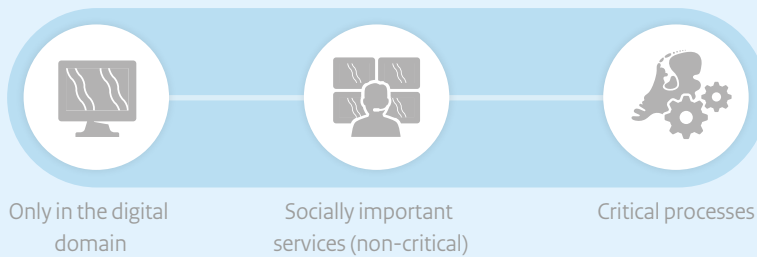 Only in the digital
domain
Socially important
services (non-critical)
Critical processes